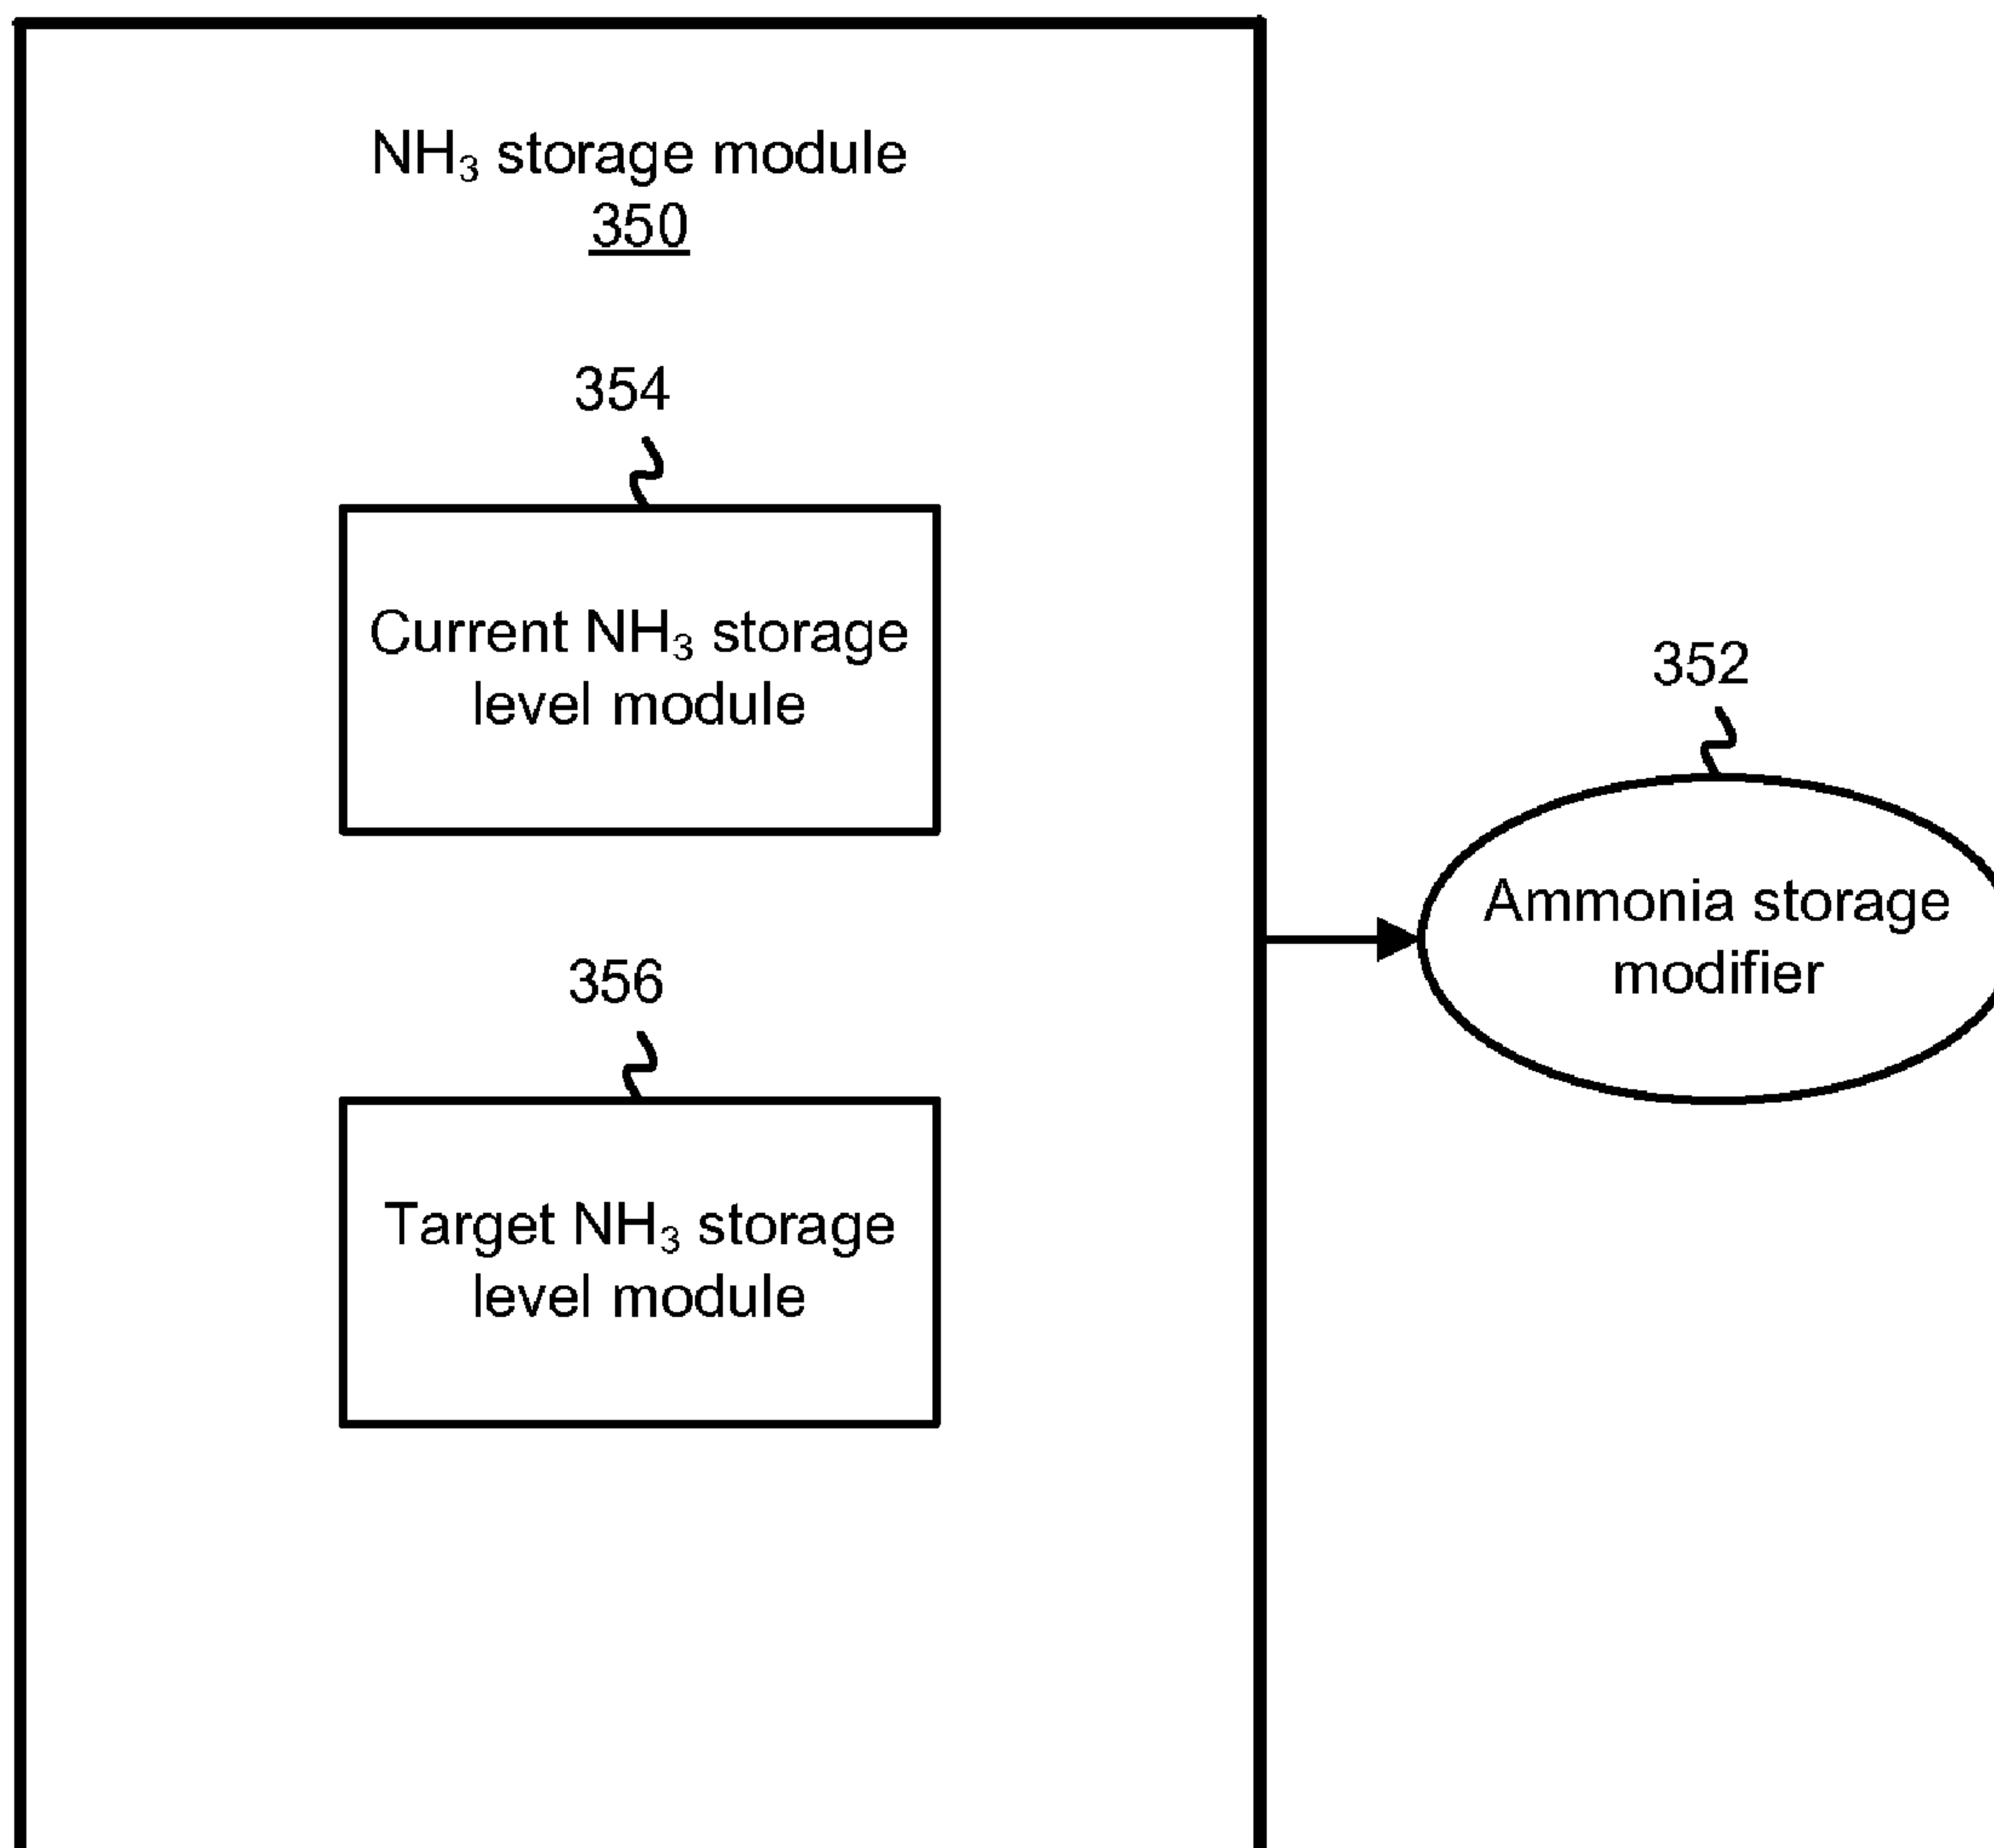 NH₃ storage module
350
354
Current NH₃ storage
level module
352
Ammonia storage
modifier
356
Target NH₃ storage
level module